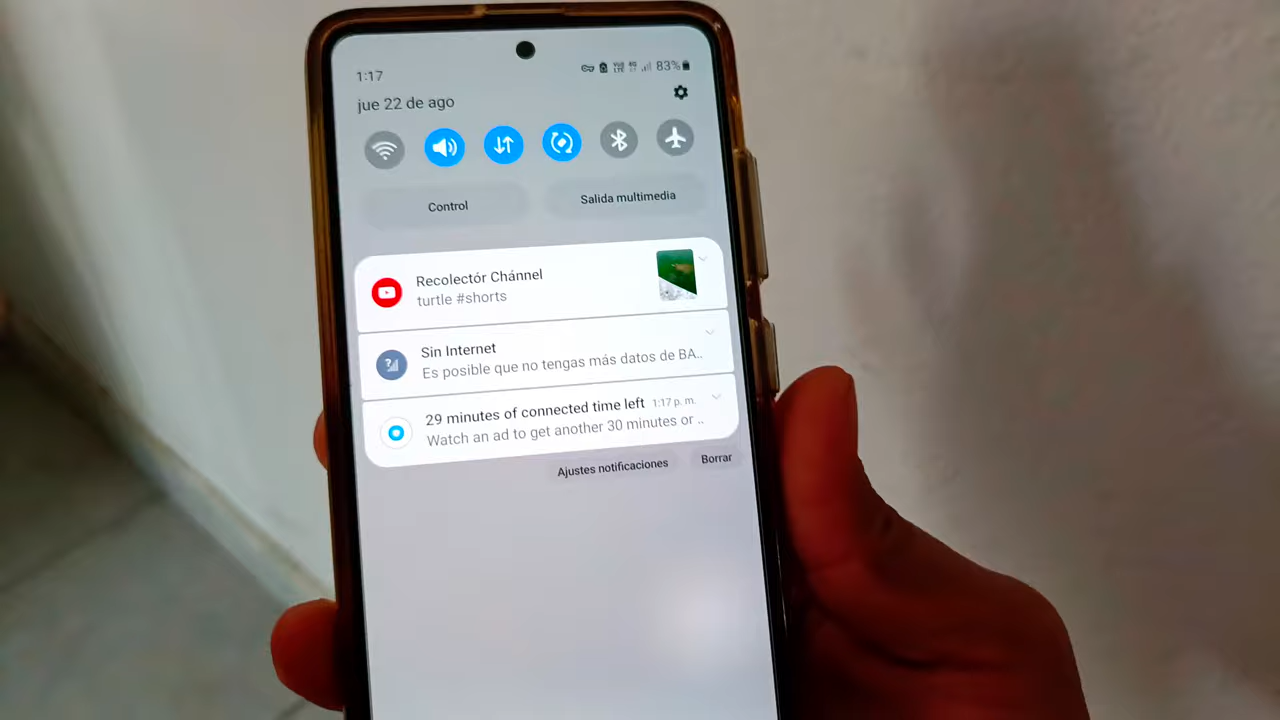 1:17
83%
jue 22 de ago
Control
Salida multimedia
Recolectór Chánnel
turtle #shorts
Sin Internet
Es posible que no tengas más datos de BA..
29 minutes of connected time left 1:17 p. m.
Watch an ad to get another 30 minutes or ..
Ajustes notificaciones
Borrar